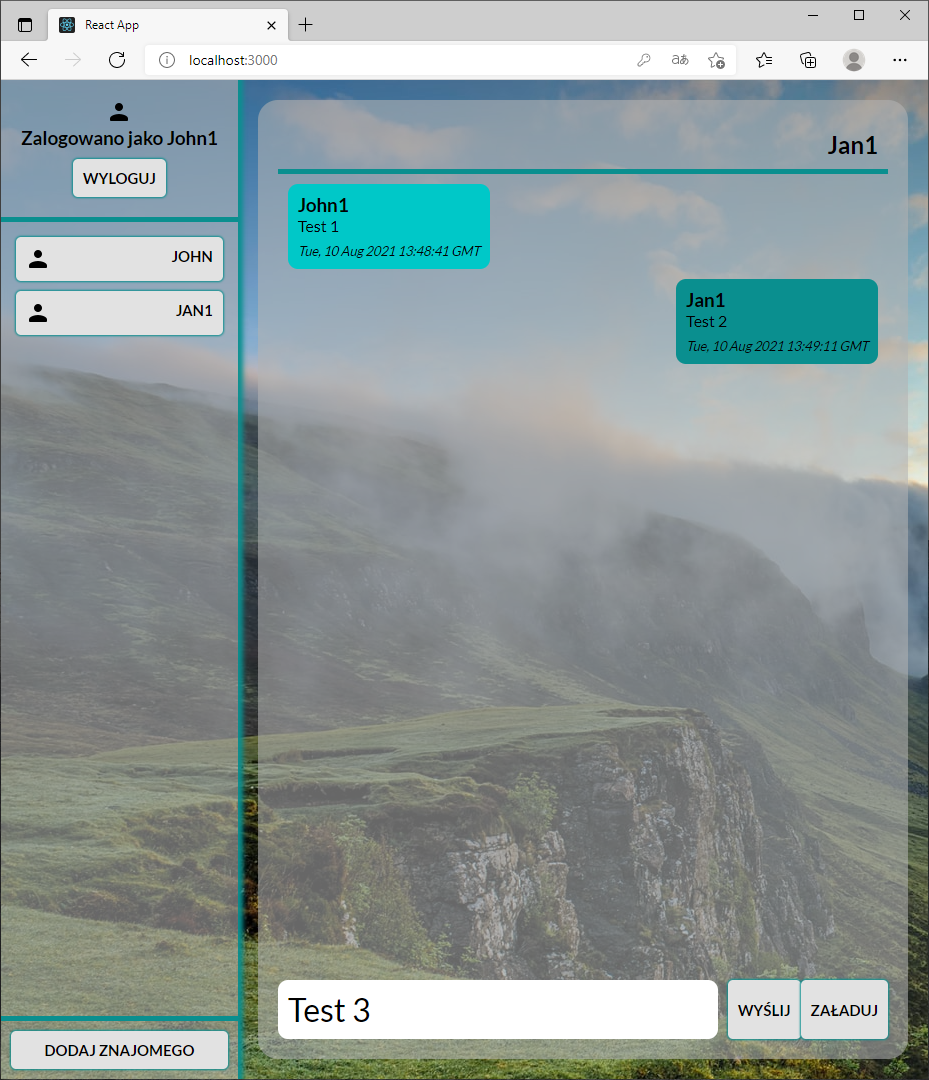 React App
localhost:3000
aあ
Zalogowano jako John1
WYLOGUJ
JOHN
JAN1
DODAJ ZNAJOMEGO
Jan1
John1
Test 1
Tue, 10 Aug 2021 13:48:41 GMT
Jan1
Test 2
Tue, 10 Aug 2021 13:49:11 GMT
Test 3
WYŚLIJ
ZAŁADUJ